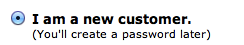 I am a new customer.
(You'll create a password later)